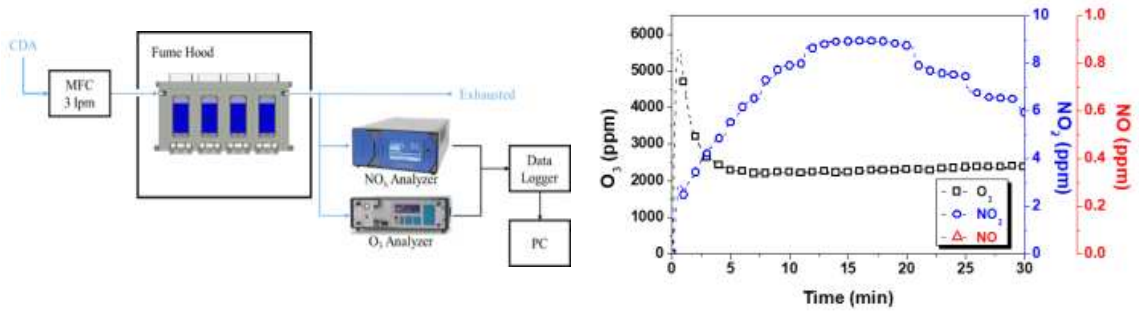 CDA
MFC
3 lpm
Fume Hood
Exhausted
NOₓ Analyzer
O₃ Analyzer
Data
Logger
PC
O₃ (ppm)
6000
5000
4000
3000
2000
1000
0
0
5
10
15
20
25
30
Time (min)
O₃
NO₂
NO
10
8
6
4
2
0
NO₂ (ppm)
1.0
0.8
0.6
0.4
0.2
0.0
NO (ppm)